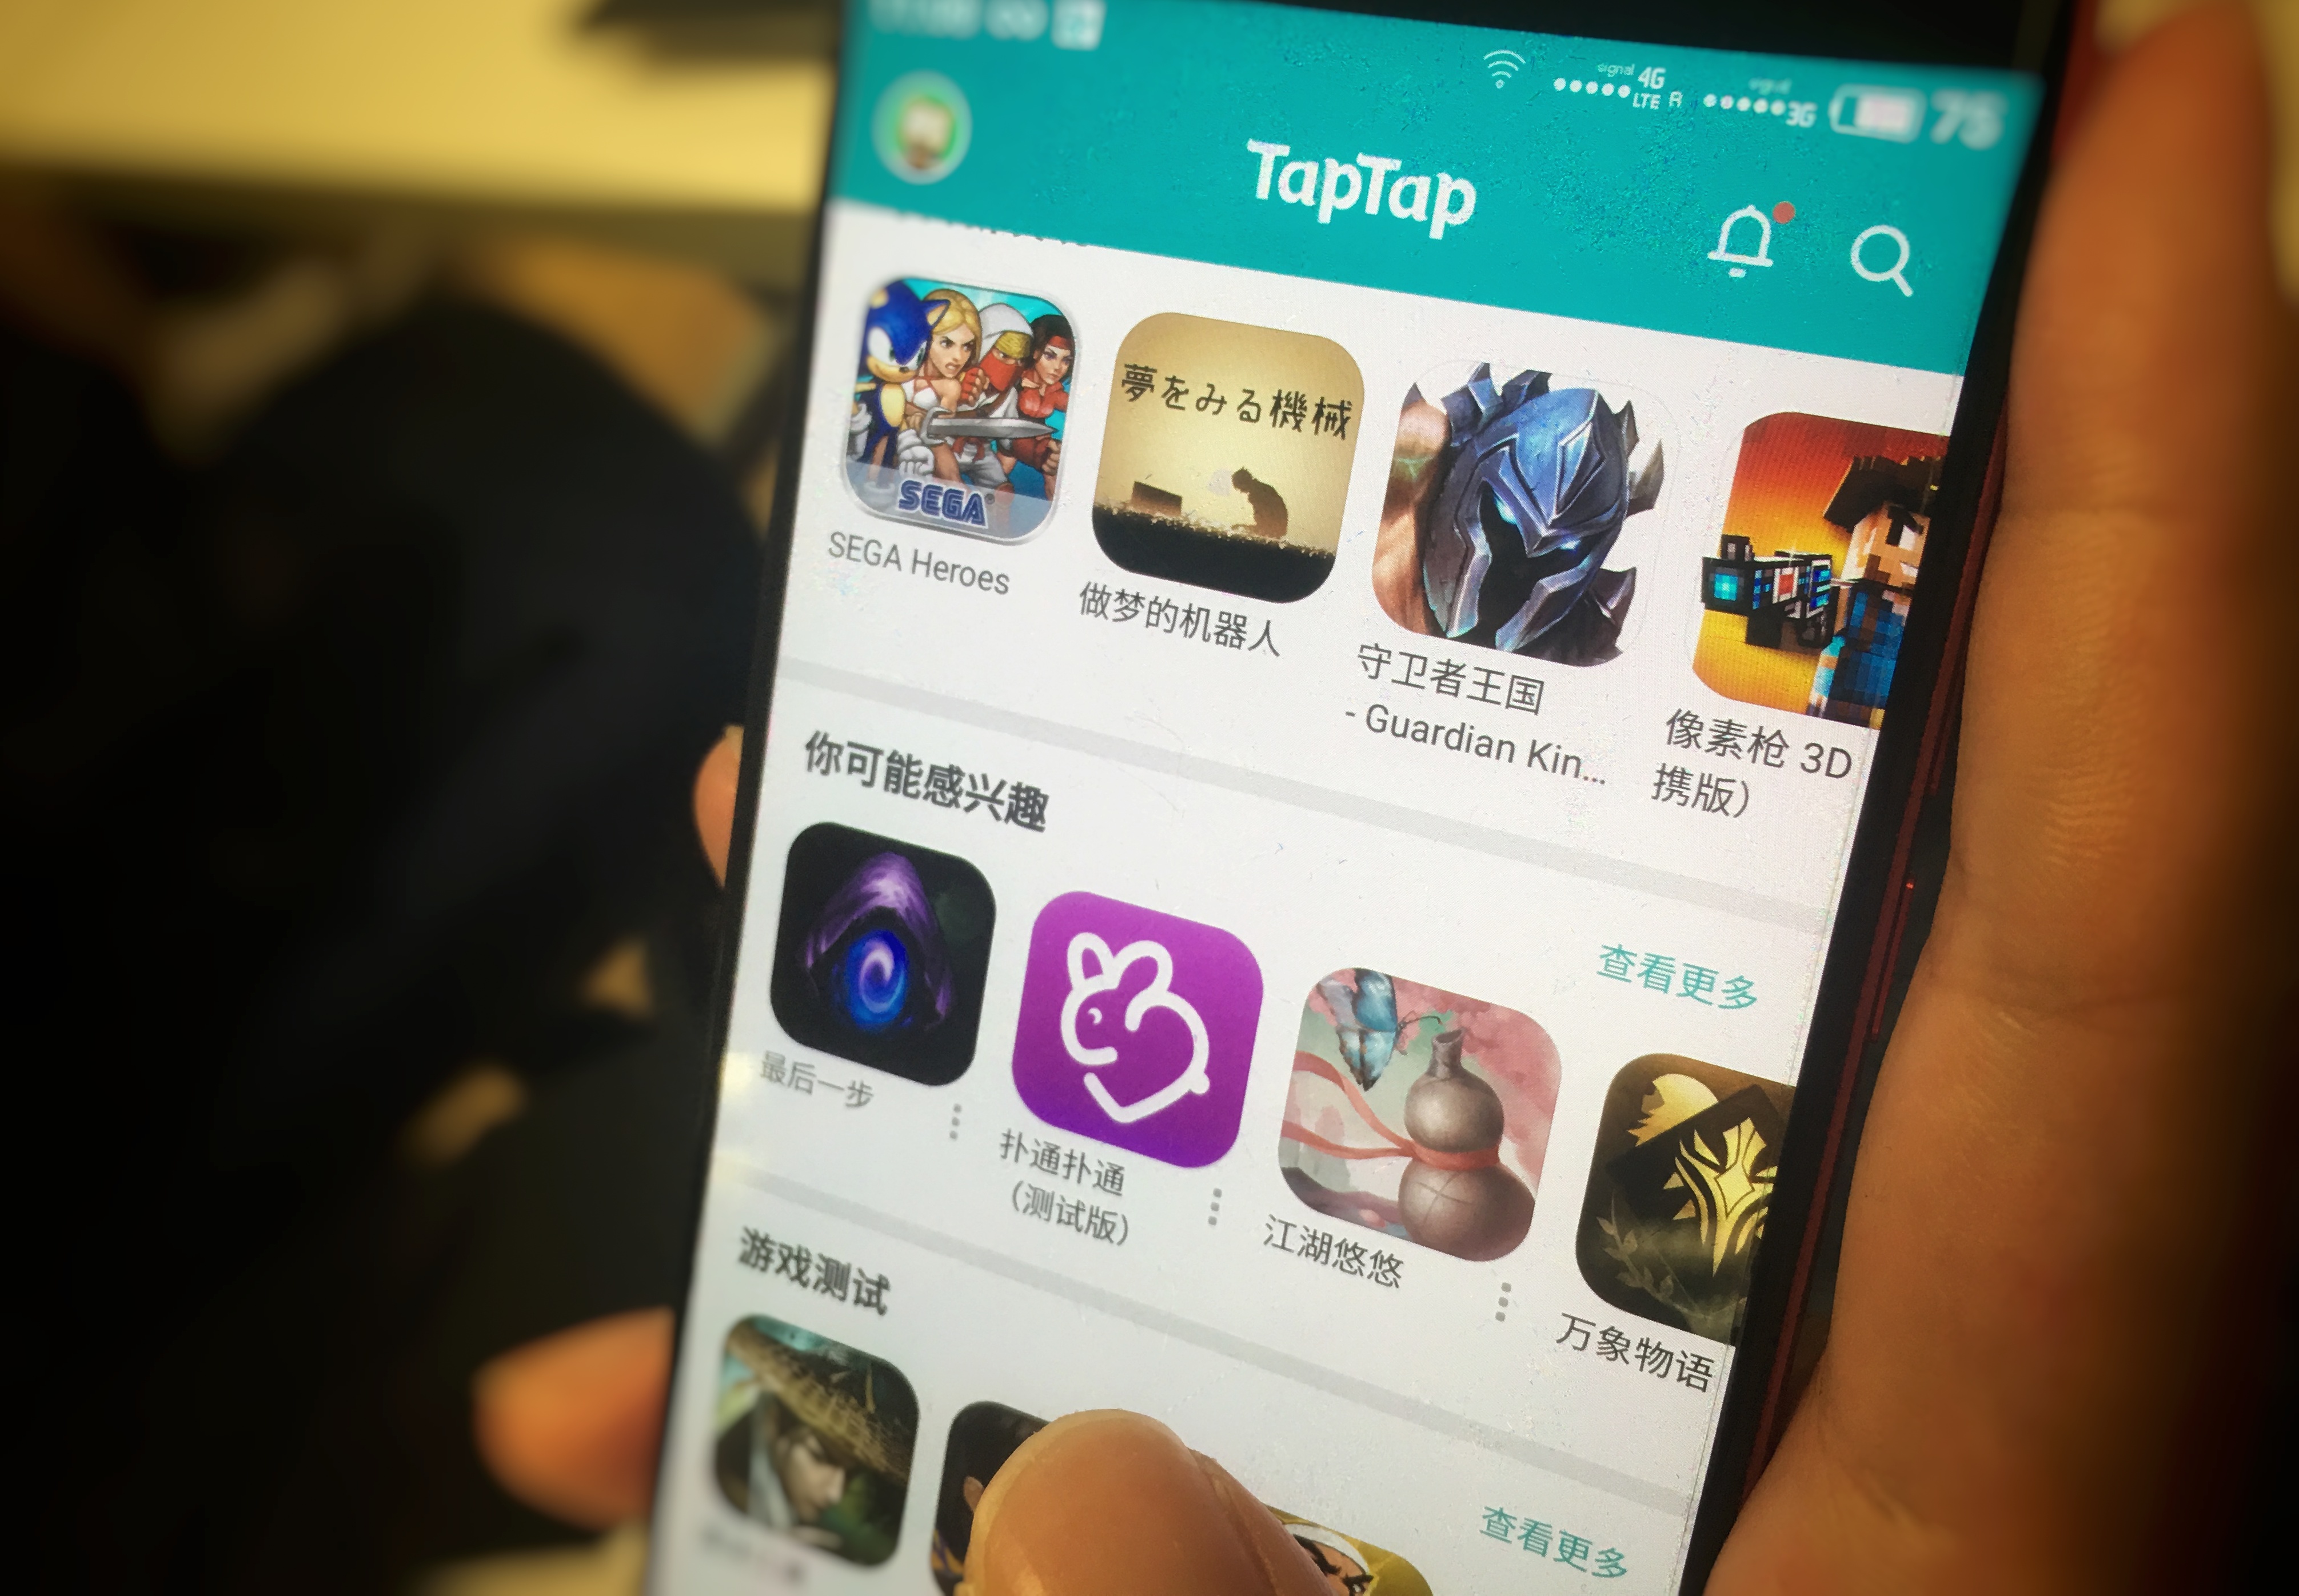 signal 4G
LTE R
signal
3G
75
TapTap
SEGA
夢をみる機械
SEGA Heroes
做梦的机器人
守卫者王国
- Guardian Kin...
像素枪 3D
携版）
你可能感兴趣
查看更多
最后一步
扑通扑通
（测试版）
江湖悠悠
万象物语
游戏测试
查看更多